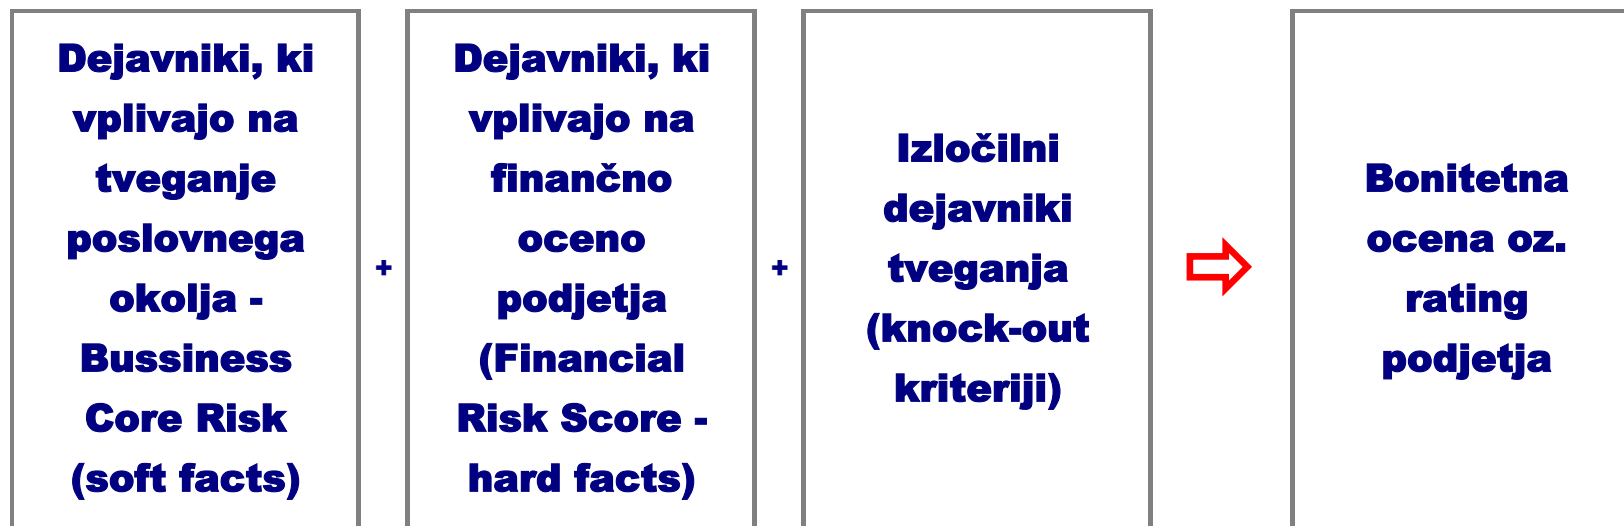 Dejavniki, ki
vplivajo na
tveganje
poslovnega
okolja -
Bussiness
Core Risk
(soft facts)
+
Dejavniki, ki
vplivajo na
finančno
oceno
podjetja
(Financial
Risk Score -
hard facts)
+
Izločilni
dejavniki
tveganja
(knock-out
kriteriji)
Bonitetna
ocena oz.
rating
podjetja